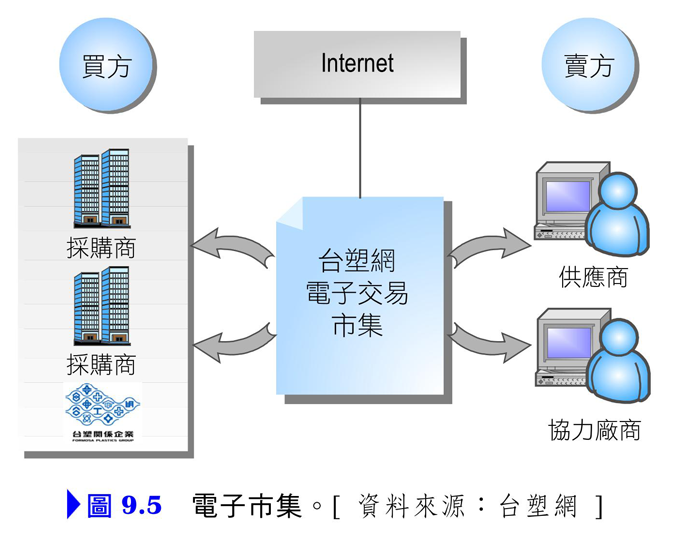 買方
Internet
賣方
採購商
採購商
台塑關係企業
FORMOSA PLASTICS GROUP
台塑網
電子交易
市集
供應商
協力廠商
圖 9.5 電子市集。[ 資料來源：台塑網 ]